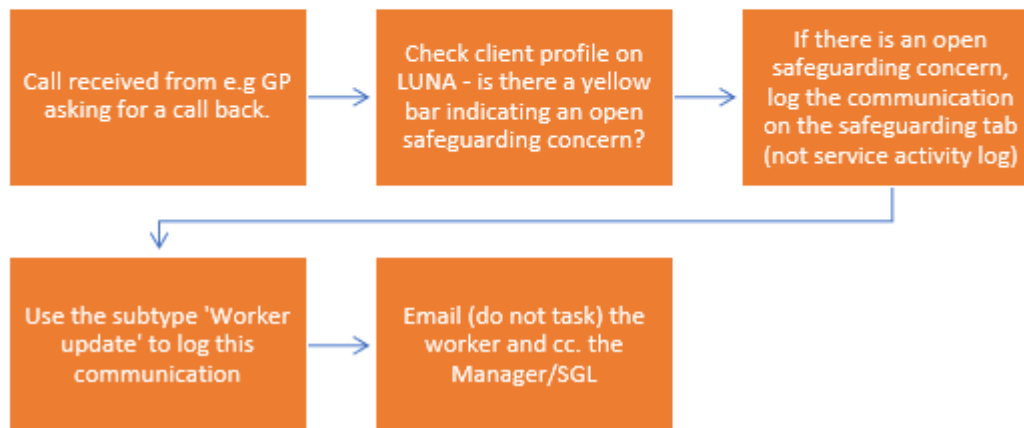 Call received from e.g GP
asking for a call back.
Check client profile on
LUNA - is there a yellow
bar indicating an open
safeguarding concern?
If there is an open
safeguarding concern,
log the communication
on the safeguarding tab
(not service activity log)
Use the subtype 'Worker
update' to log this
communication
Email (do not task) the
worker and cc. the
Manager/SGL